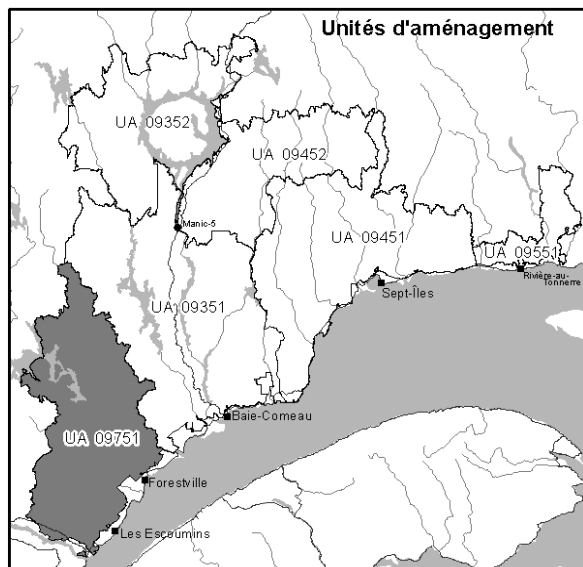 Unités d'aménagement
UA 09352
UA 09452
Manic-5
UA 09451
UA 09551
Rivière-au-
Tonnerre
Sept-Îles
UA 09351
Baie-Comeau
UA 09751
Forestville
Les Escoumins